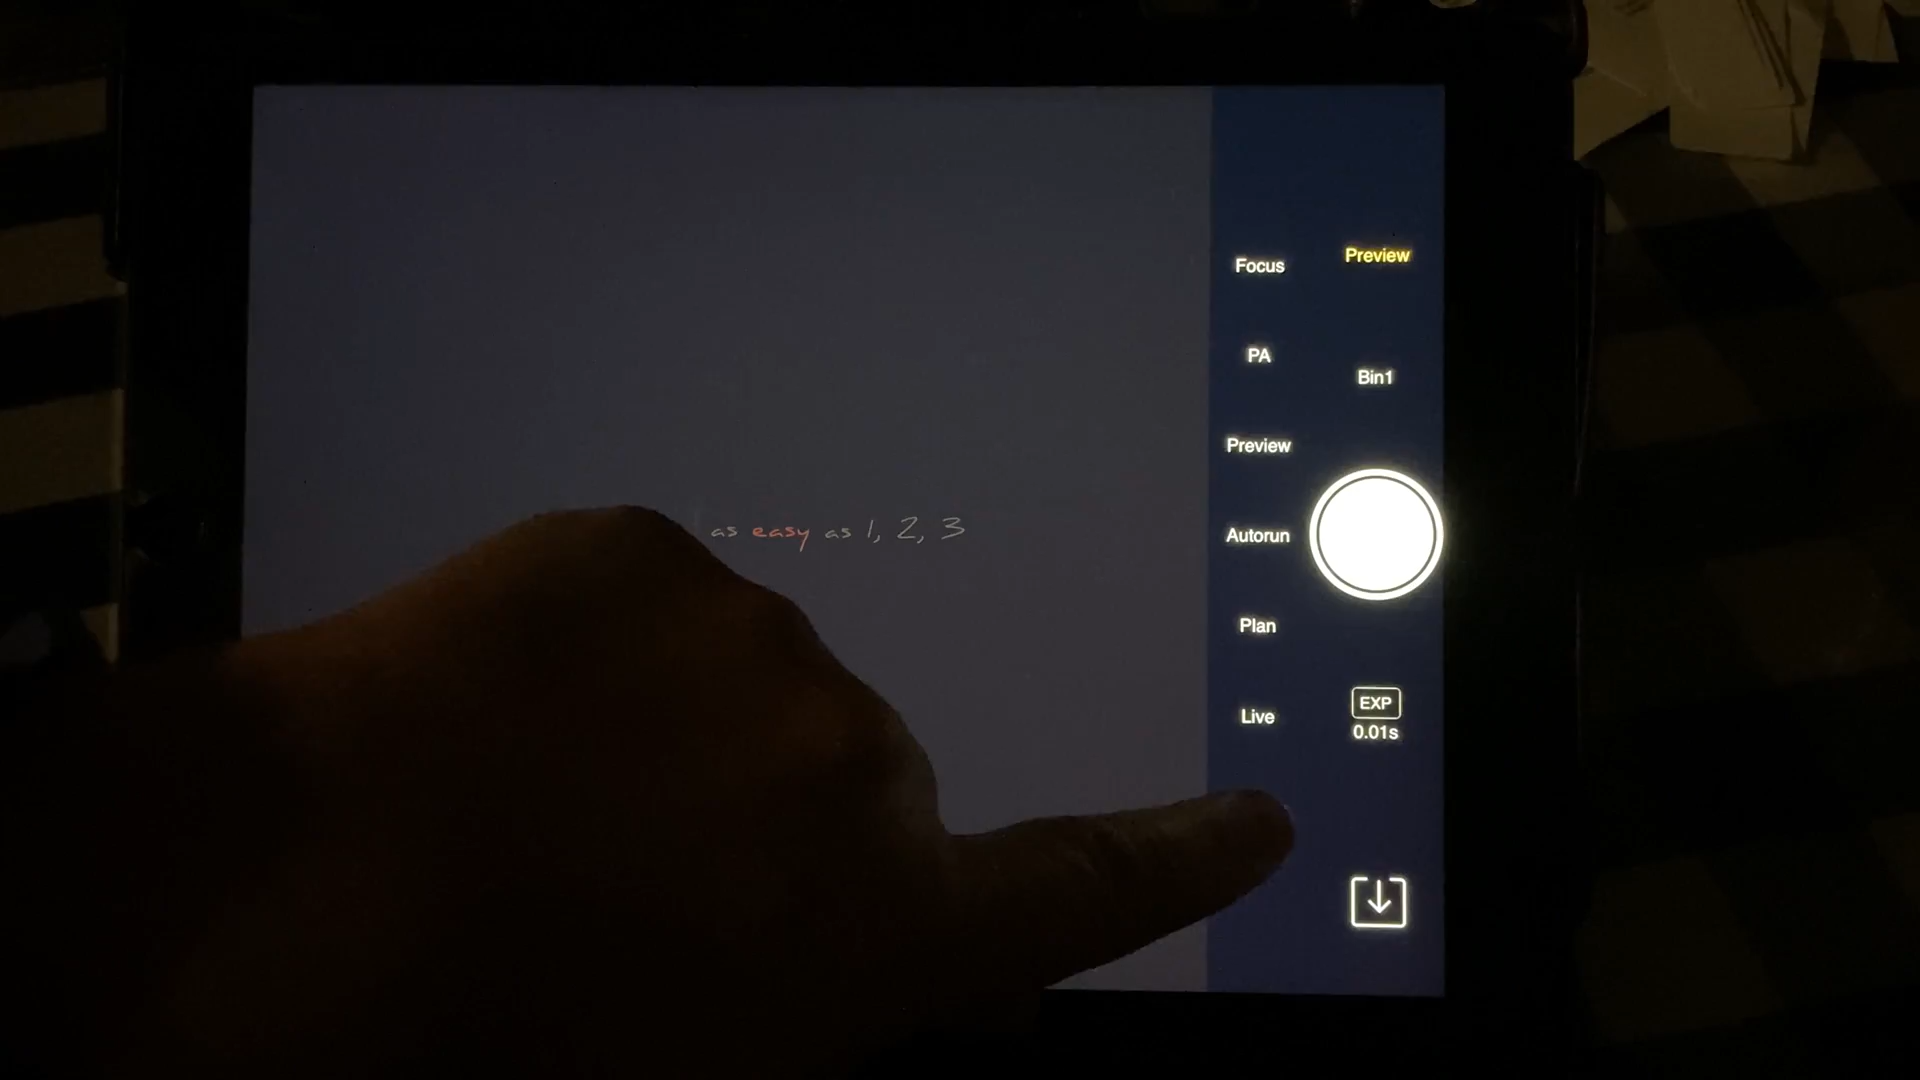 Preview
Focus
PA
Bin1
Preview
as easy as 1, 2, 3
Autorun
Plan
EXP
Live
0.01s